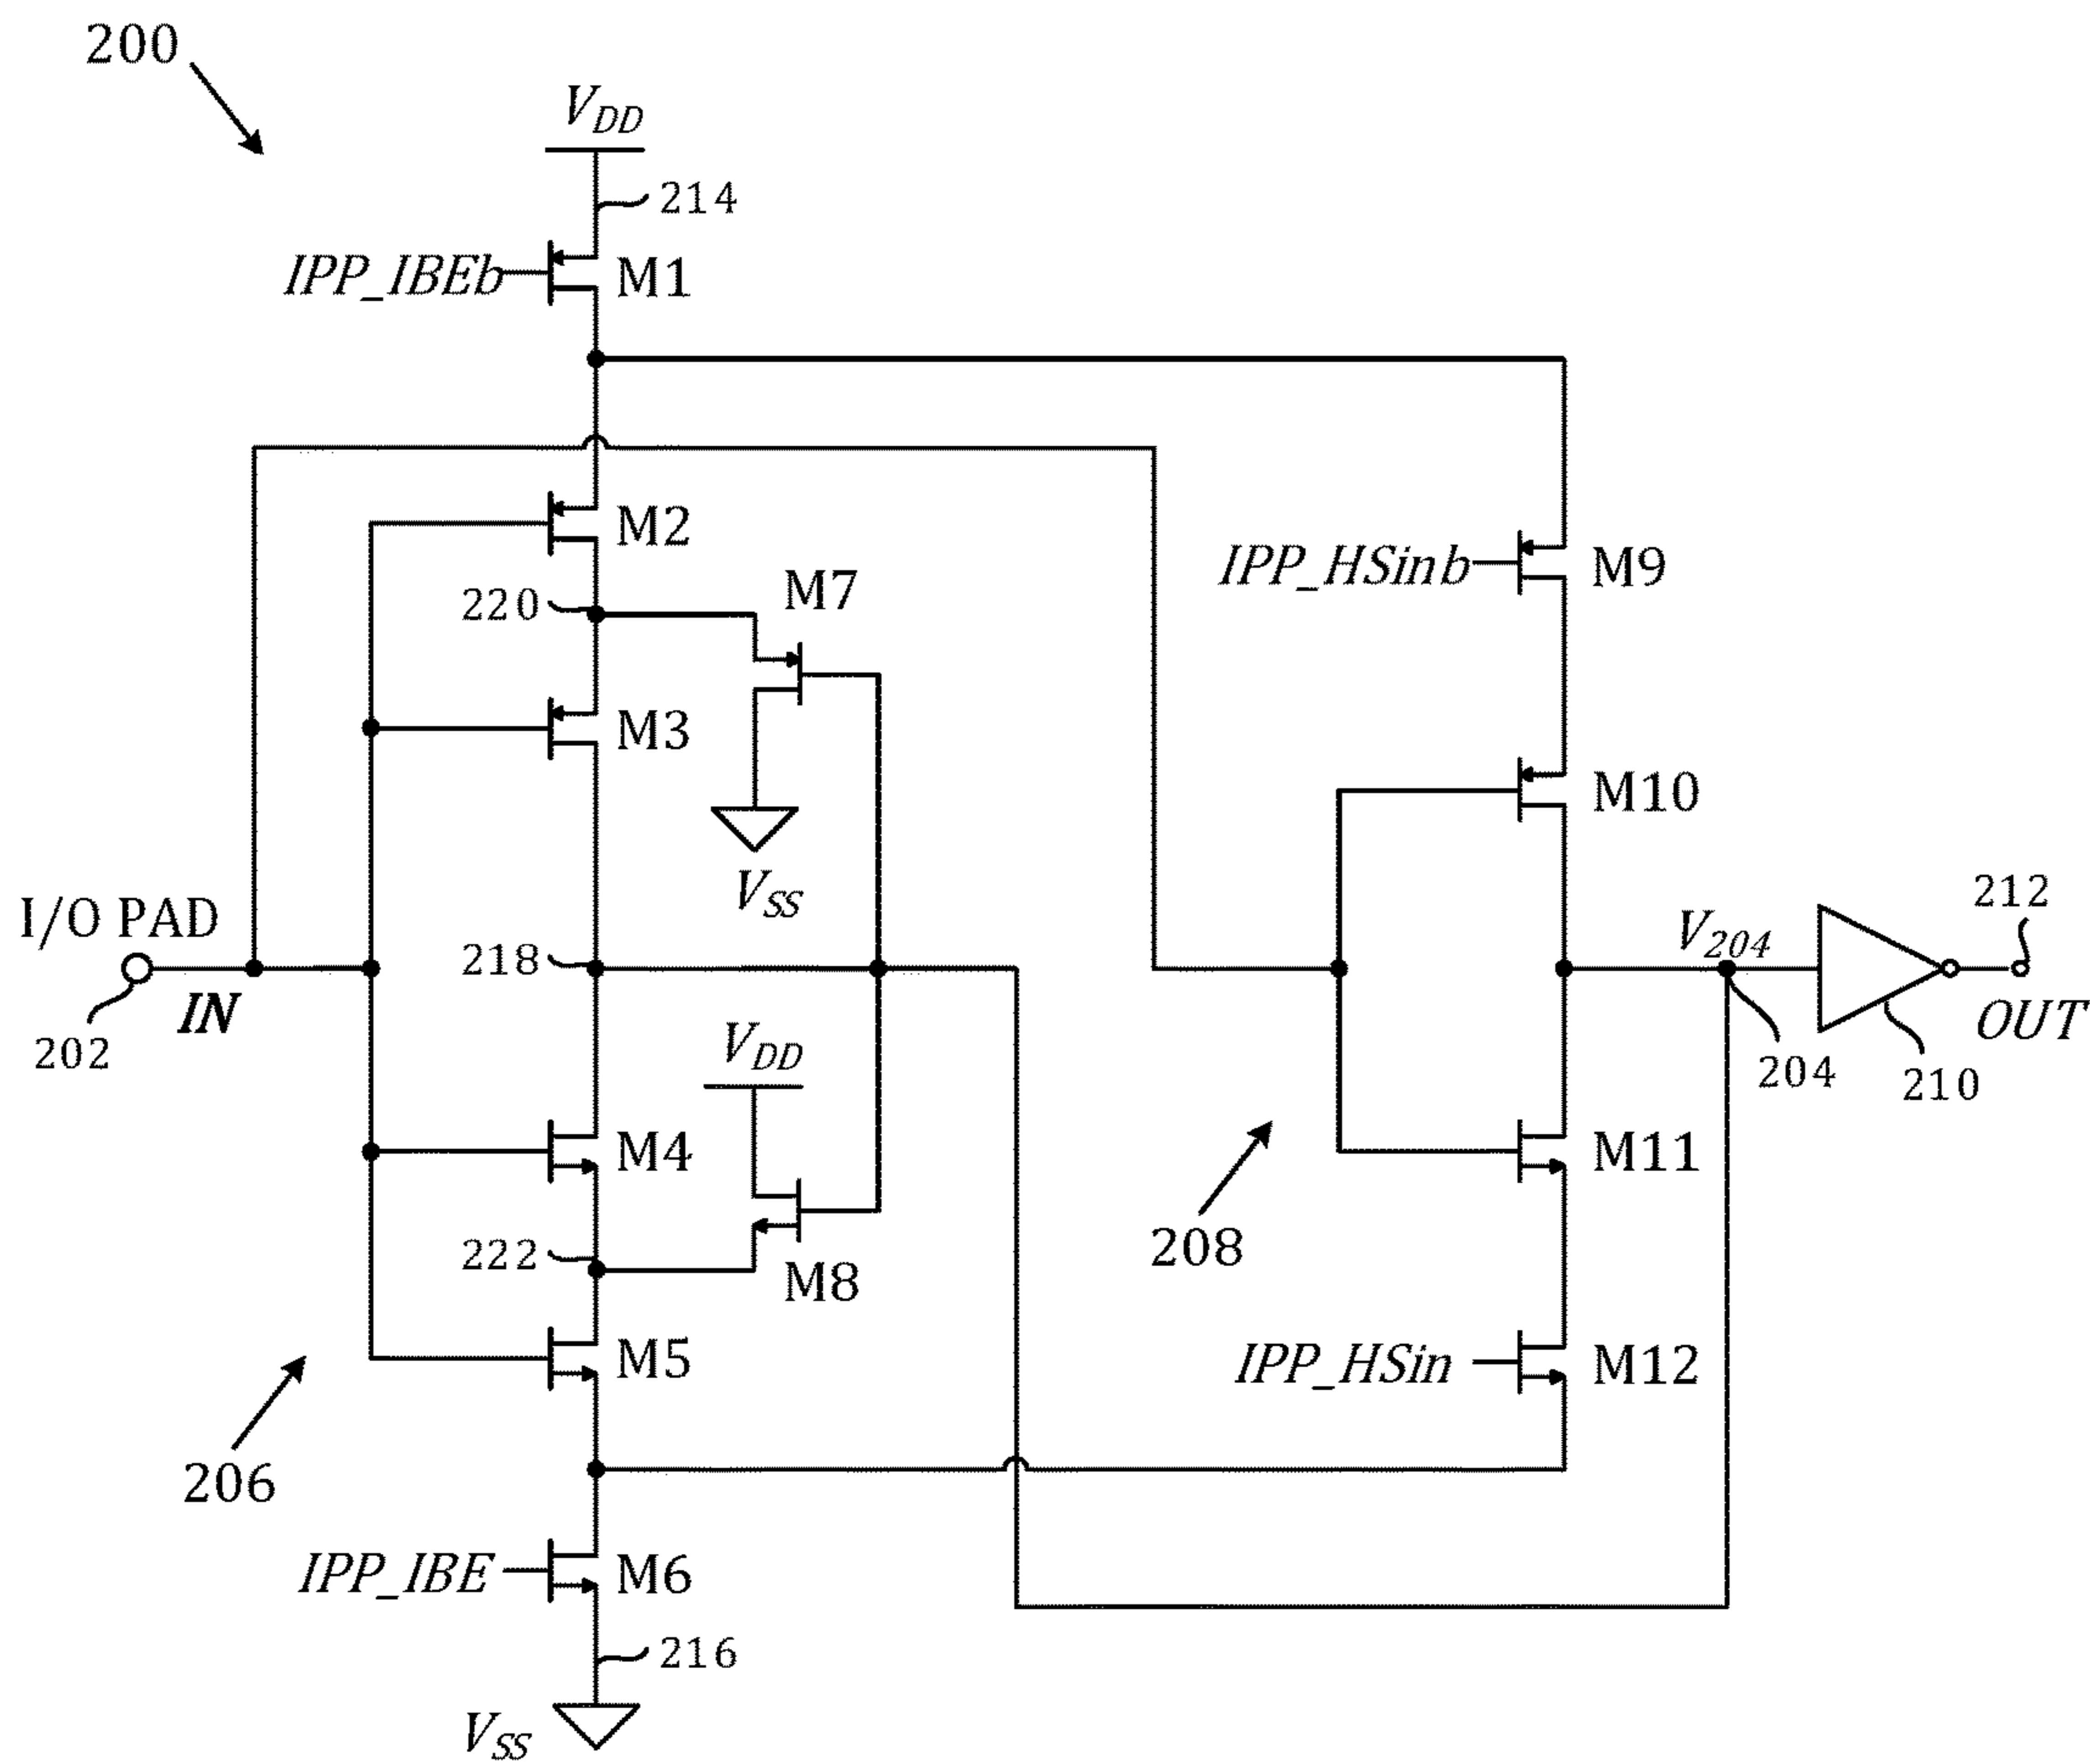 200
VDD
214
IPP_IBEb
M1
M2
220
M7
IPP_HSinb
M9
M3
M10
VSS
I/O PAD
218
V204
212
IN
202
VDD
204
210
OUT
M4
M11
222
M8
208
M5
IPP_HSin
M12
206
IPP_IBE
M6
216
VSS